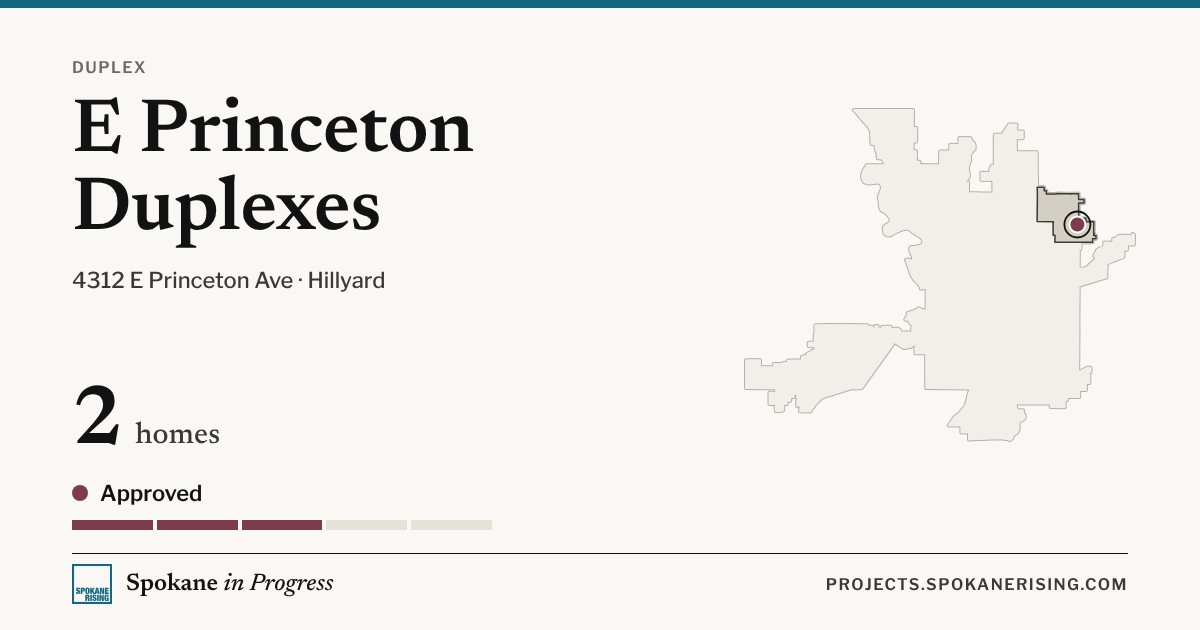 DUPLEX
E Princeton
Duplexes
4312 E Princeton Ave · Hillyard
2 homes
Approved
SPOKANE
RISING
Spokane in Progress
PROJECTS.SPOKANERISING.COM